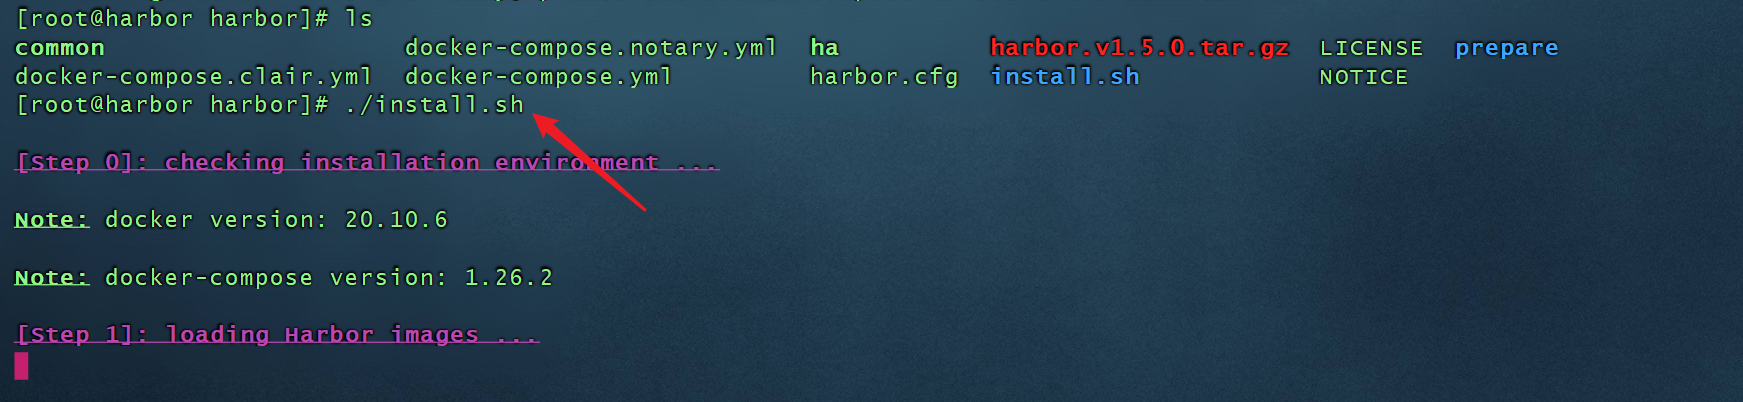 [root@harbor harbor]# ls
common docker-compose.notary.yml ha harbor.v1.5.0.tar.gz LICENSE prepare
docker-compose.clair.yml docker-compose.yml harbor.cfg install.sh NOTICE
[root@harbor harbor]# ./install.sh
[Step 0]: checking installation environment ...
Note: docker version: 20.10.6
Note: docker-compose version: 1.26.2
[Step 1]: loading Harbor images ...